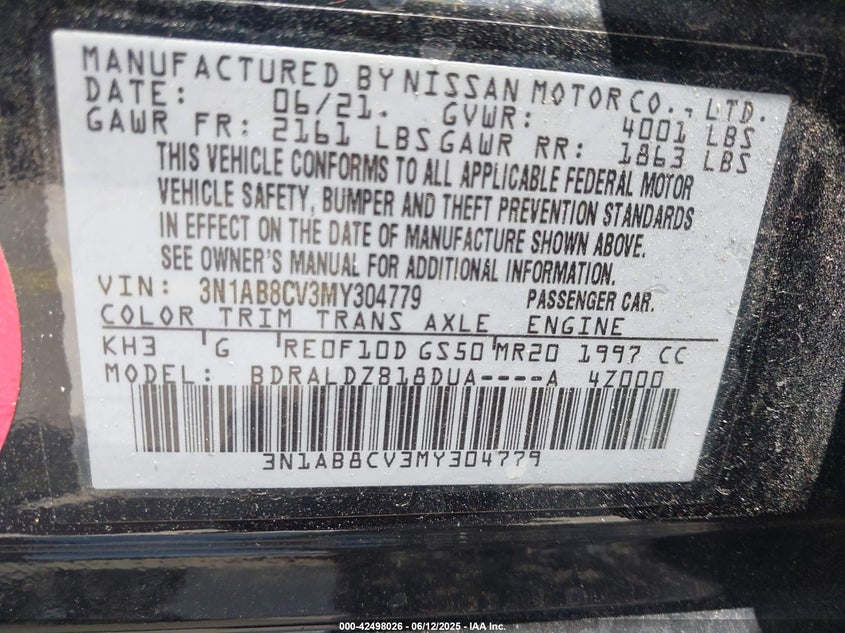 MANUFACTURED BY NISSAN MOTOR CO., LTD.
DATE: 06/21. GVWR: 4001 LBS
GAWR FR: 2161 LBS GAWR RR: 1863 LBS
THIS VEHICLE CONFORMS TO ALL APPLICABLE FEDERAL MOTOR
VEHICLE SAFETY, BUMPER AND THEFT PREVENTION STANDARDS
IN EFFECT ON THE DATE OF MANUFACTURE SHOWN ABOVE.
SEE OWNER'S MANUAL FOR ADDITIONAL INFORMATION.
VIN: 3N1AB8CV3MY304779 PASSENGER CAR.
COLOR TRIM TRANS AXLE ENGINE
KH3 G RE0F10D GS50 MR20 1997 CC
MODEL: BDRALDZ818DUA----A 4Z000
3N1AB8CV3MY304779
000-42498026 - 06/12/2025 - IAA, Inc.